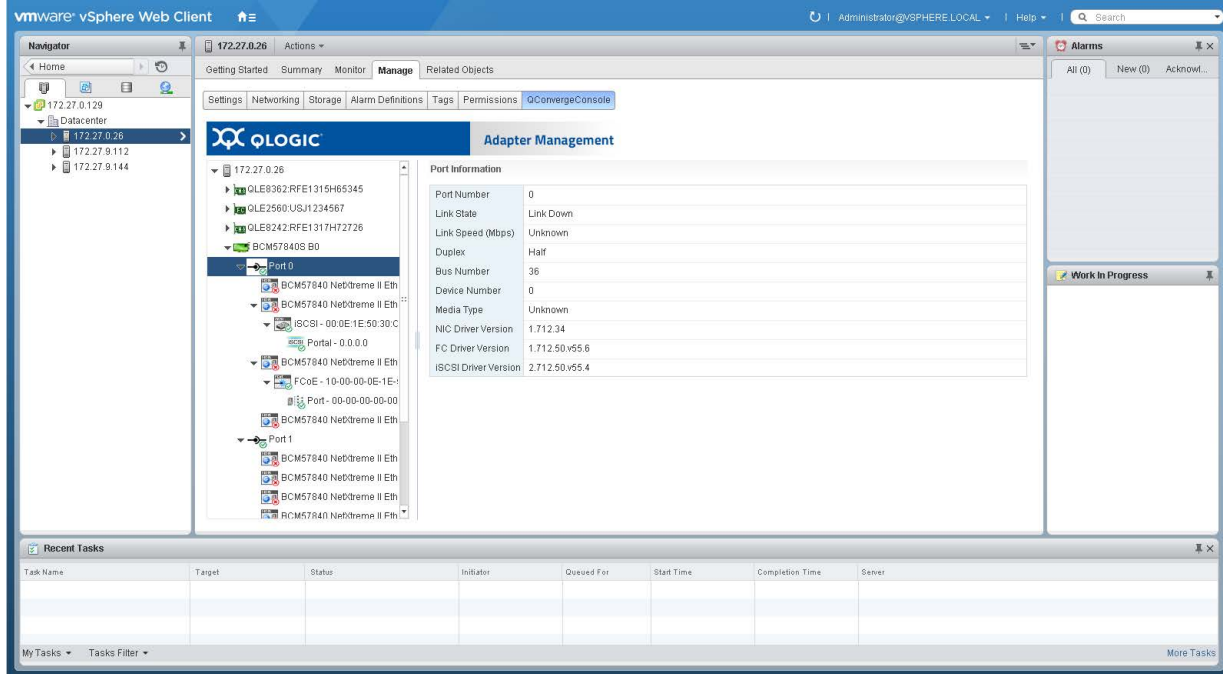 vmware® vSphere Web Client
Administrator@VSPHERE.LOCAL
Help
Search
Navigator
Home
172.27.0.129
Datacenter
172.27.0.26
172.27.9.112
172.27.9.144
172.27.0.26 Actions
Getting Started Summary Monitor Manage Related Objects
Settings Networking Storage Alarm Definitions Tags Permissions QConvergeConsole
QLOGIC
Adapter Management
172.27.0.26
QLE8362:RFE1315H65345
QLE2560:USJ1234567
QLE8242:RFE1317H72726
BCM57840S B0
Port 0
BCM57840 NetXtreme II Eth
BCM57840 NetXtreme II Eth
iSCSI - 00:0E:1E:50:30:C
Portal - 0.0.0.0
BCM57840 NetXtreme II Eth
FCoE - 10-00-00-0E-1E-
Port - 00-00-00-00-00
BCM57840 NetXtreme II Eth
Port 1
BCM57840 NetXtreme II Eth
BCM57840 NetXtreme II Eth
BCM57840 NetXtreme II Eth
BCM57840 NetXtreme II Eth
Port Information
Port Number 0
Link State Link Down
Link Speed (Mbps) Unknown
Duplex Half
Bus Number 36
Device Number 0
Media Type Unknown
NIC Driver Version 1.712.34
FC Driver Version 1.712.50.v55.6
iSCSI Driver Version 2.712.50.v55.4
Alarms
All (0) New (0) Acknowl...
Work In Progress
Recent Tasks
Task Name Target Status Initiator Queued For Start Time Completion Time Server
My Tasks Tasks Filter
More Tasks